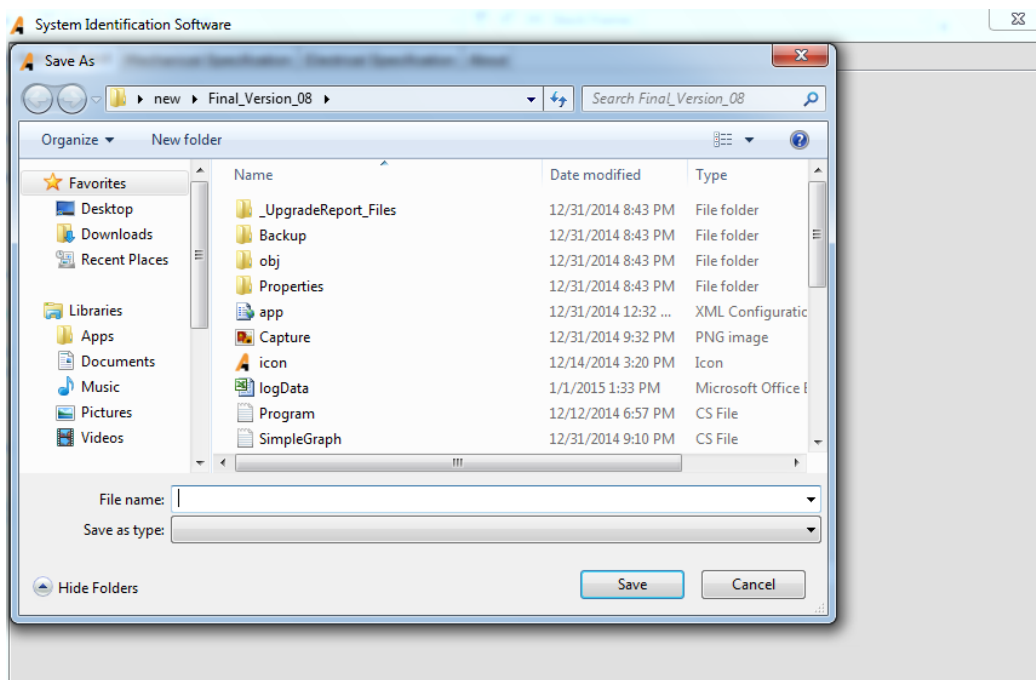 System Identification Software
Save As
Mechanical Specification Electrical Specification About
new Final_Version_08 Search Final_Version_08
Organize New folder
Name Date modified Type
Favorites
Desktop
Downloads
Recent Places
Libraries
Apps
Documents
Music
Pictures
Videos
_UpgradeReport_Files 12/31/2014 8:43 PM File folder
Backup 12/31/2014 8:43 PM File folder
obj 12/31/2014 8:43 PM File folder
Properties 12/31/2014 8:43 PM File folder
app 12/31/2014 12:32 ... XML Configuratic
Capture 12/31/2014 9:32 PM PNG image
icon 12/14/2014 3:20 PM Icon
logData 1/1/2015 1:33 PM Microsoft Office E
Program 12/12/2014 6:57 PM CS File
SimpleGraph 12/31/2014 9:10 PM CS File
File name:
Save as type:
Hide Folders Save Cancel